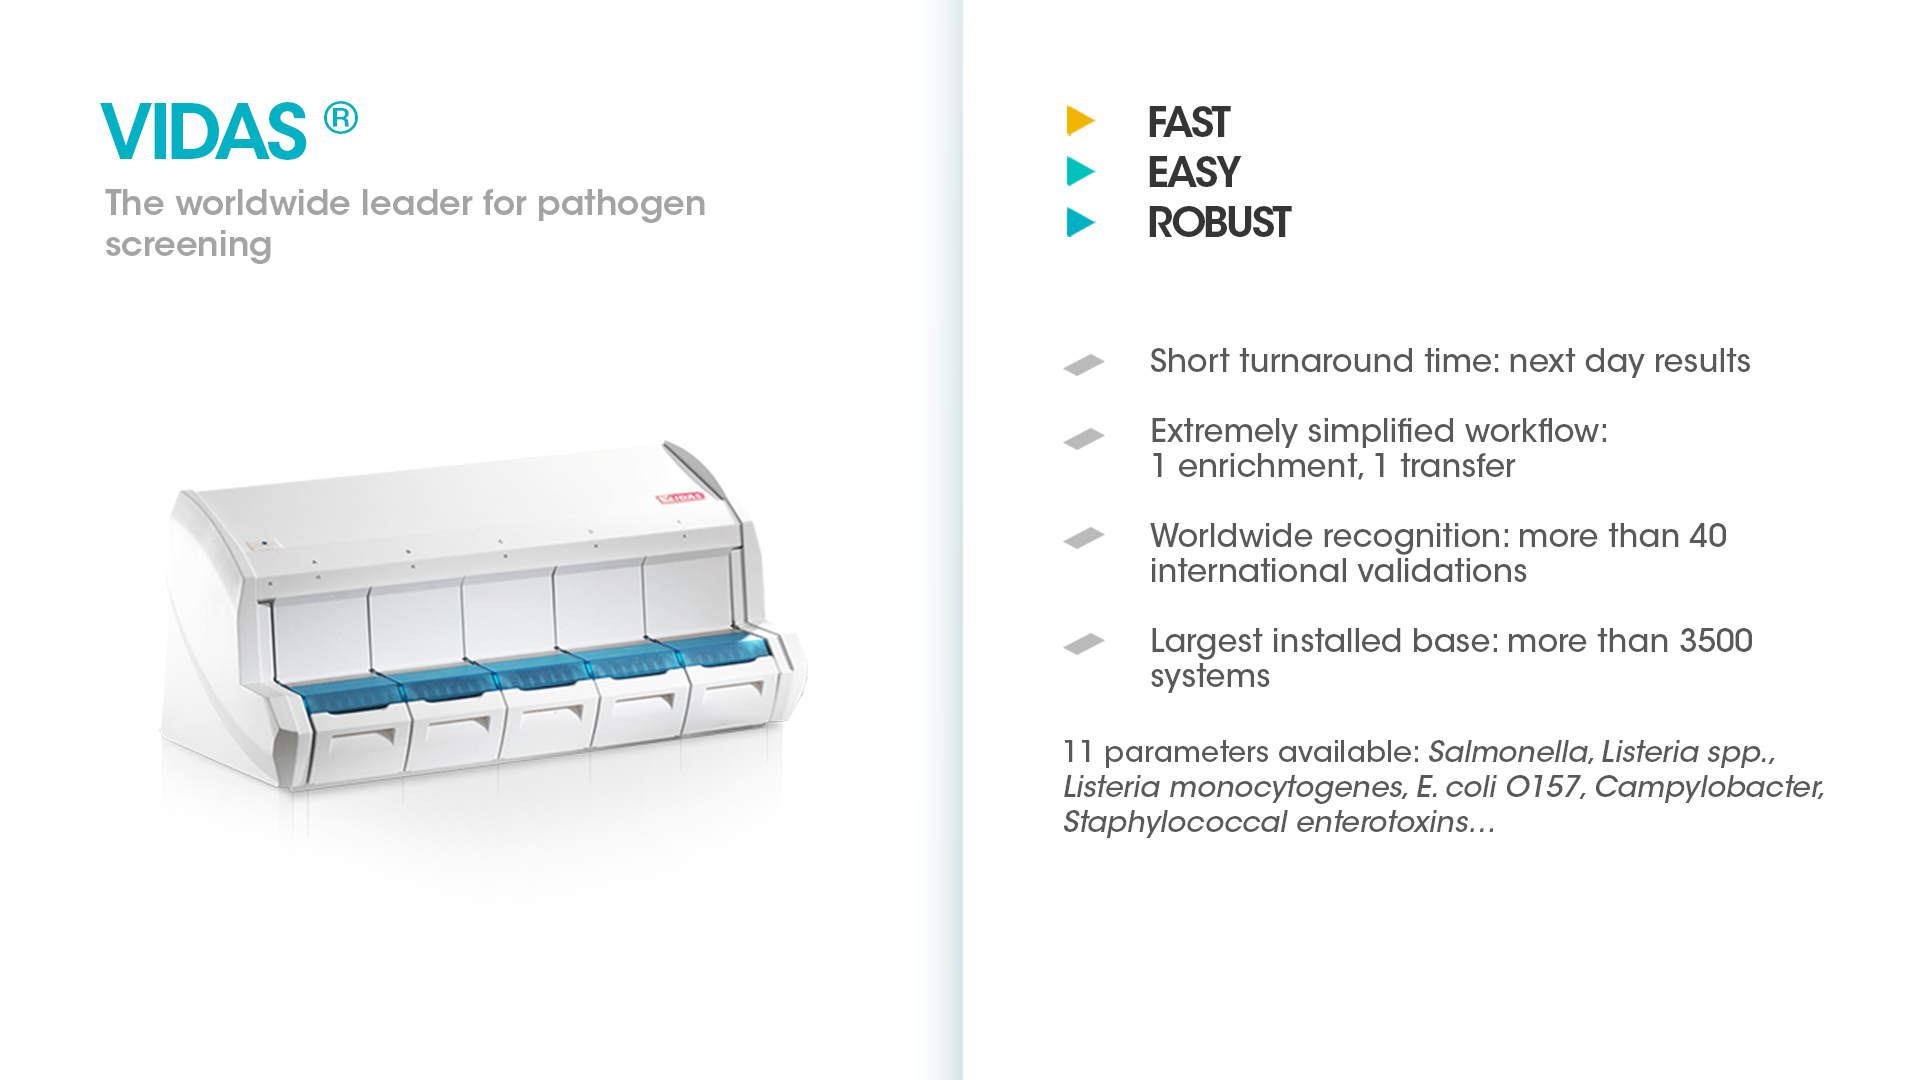 VIDAS ®
The worldwide leader for pathogen
screening
VIDAS
FAST
EASY
ROBUST
Short turnaround time: next day results
Extremely simplified workflow:
1 enrichment, 1 transfer
Worldwide recognition: more than 40
international validations
Largest installed base: more than 3500
systems
11 parameters available: Salmonella, Listeria spp.,
Listeria monocytogenes, E. coli O157, Campylobacter,
Staphylococcal enterotoxins…